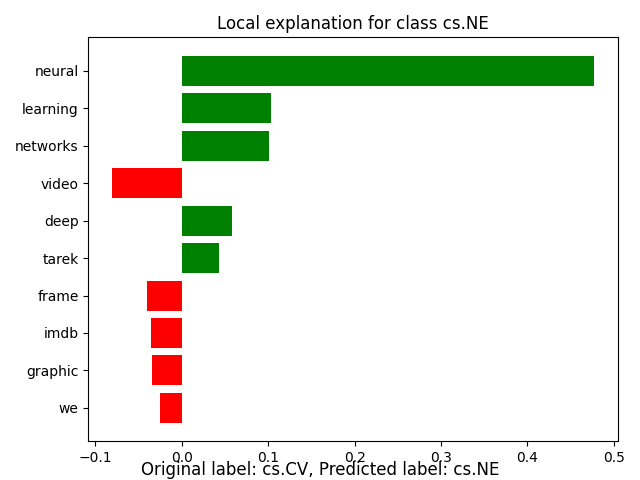 Local explanation for class cs.NE
neural
learning
networks
video
deep
tarek
frame
imdb
graphic
we
−0.1 0.0 0.1 0.2 0.3 0.4 0.5
Original label: cs.CV, Predicted label: cs.NE